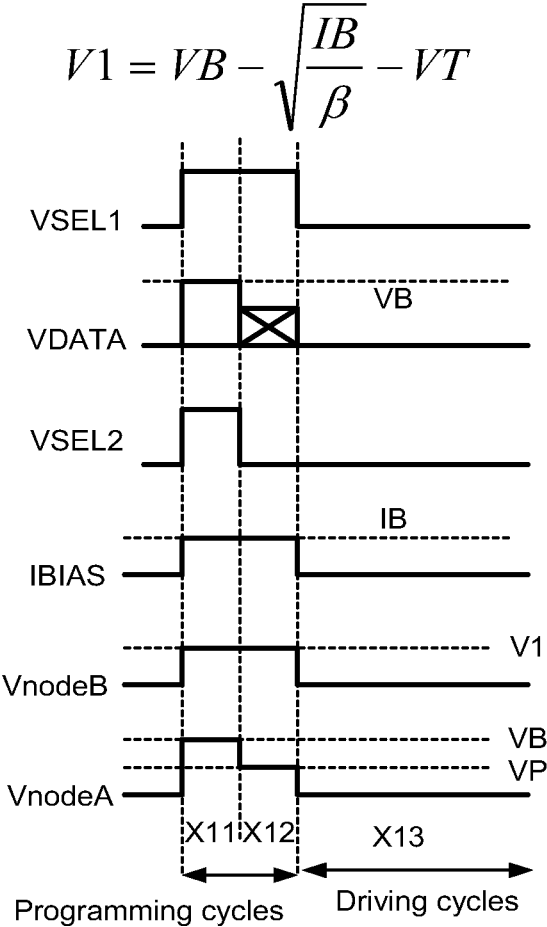 V1 = VB − √(IB/β) − VT
VSEL1
VB
VDATA
VSEL2
IB
IBIAS
V1
VnodeB
VB
VP
VnodeA
X11 X12 X13
Programming cycles Driving cycles